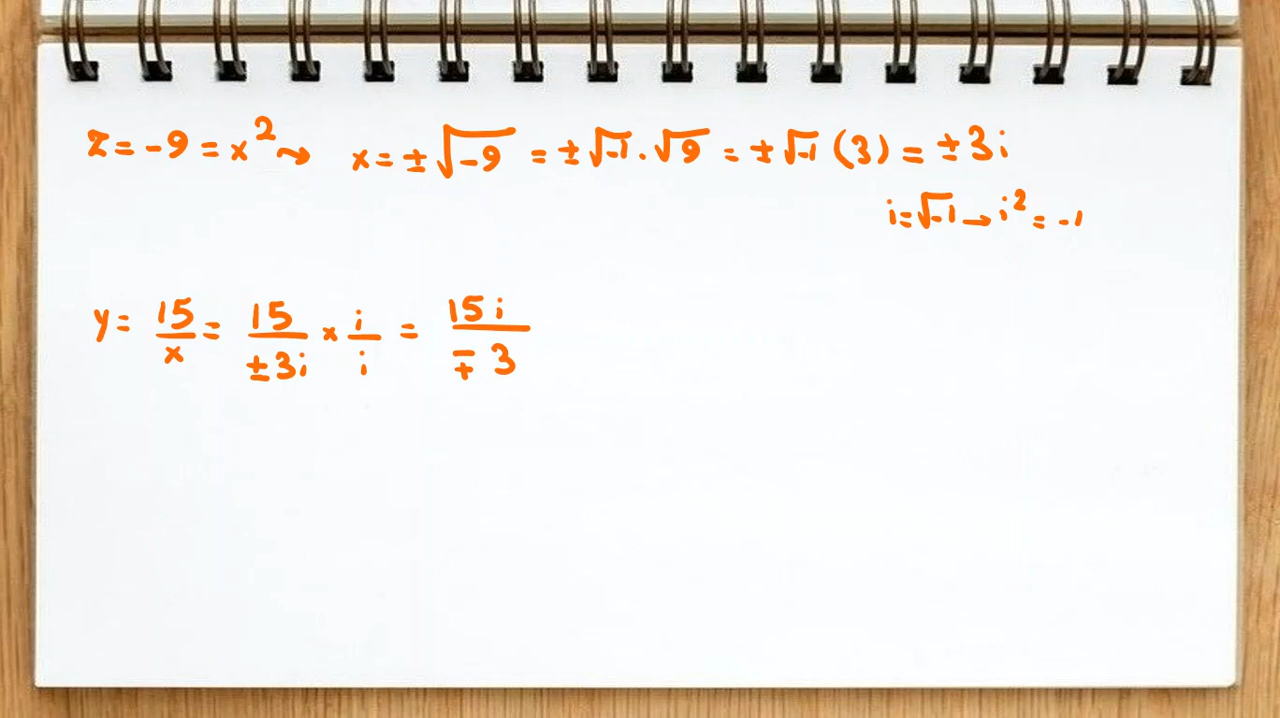 z = -9 = x² → x = ±√-9 = ±√-1 . √9 = ±√-1 (3) = ±3i
i = √-1 → i² = -1
y = 15/x = 15/±3i × i/i = 15i/∓3